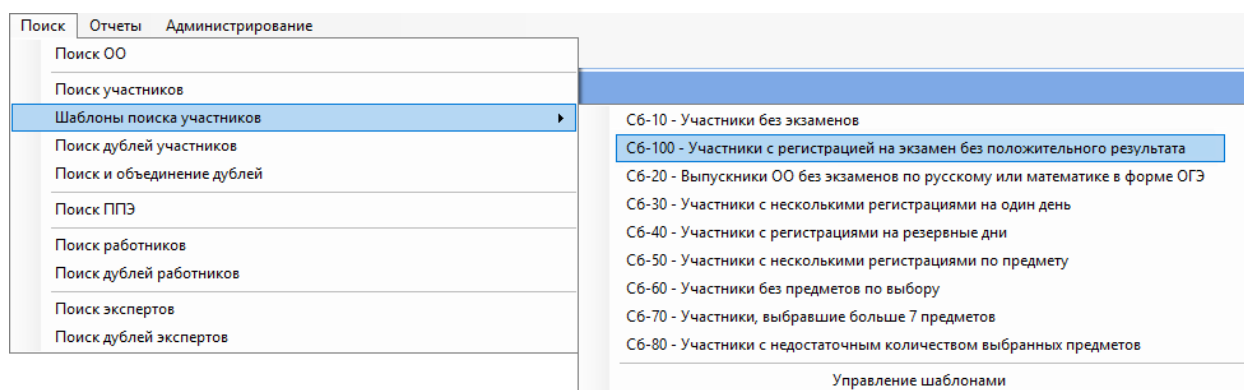 Поиск Отчеты Администрирование
Поиск ОО
Поиск участников
Шаблоны поиска участников
Поиск дублей участников
Поиск и объединение дублей
Поиск ППЭ
Поиск работников
Поиск дублей работников
Поиск экспертов
Поиск дублей экспертов
С6-10 - Участники без экзаменов
С6-100 - Участники с регистрацией на экзамен без положительного результата
С6-20 - Выпускники ОО без экзаменов по русскому или математике в форме ОГЭ
С6-30 - Участники с несколькими регистрациями на один день
С6-40 - Участники с регистрациями на резервные дни
С6-50 - Участники с несколькими регистрациями по предмету
С6-60 - Участники без предметов по выбору
С6-70 - Участники, выбравшие больше 7 предметов
С6-80 - Участники с недостаточным количеством выбранных предметов
Управление шаблонами